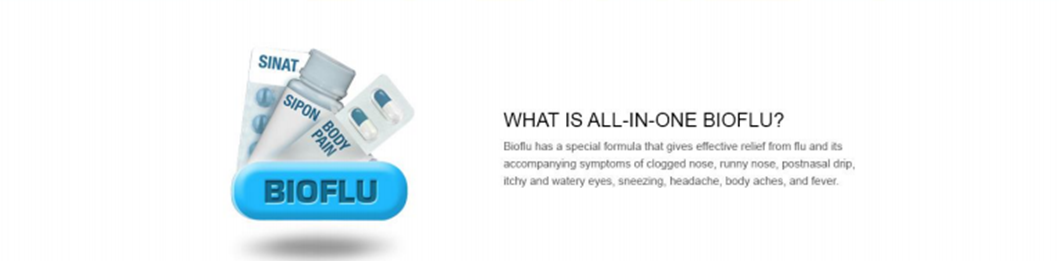 SINAT
SIPON
BODY
PAIN
BIOFLU
WHAT IS ALL-IN-ONE BIOFLU?
Bioflu has a special formula that gives effective relief from flu and its
accompanying symptoms of clogged nose, runny nose, postnasal drip,
itchy and watery eyes, sneezing, headache, body aches, and fever.